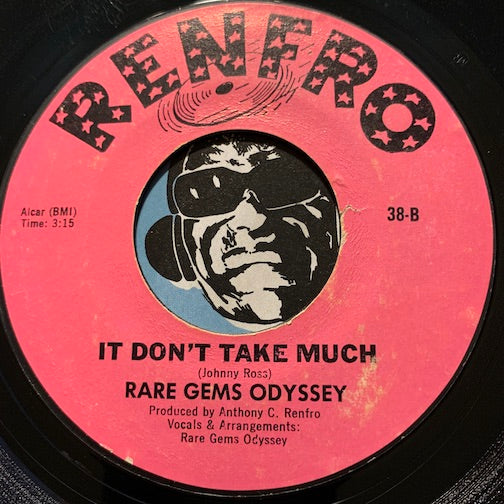 RENFRO
Alcar (BMI)
Time: 3:15
38-B
IT DON'T TAKE MUCH
(Johnny Ross)
RARE GEMS ODYSSEY
Produced by Anthony C. Renfro
Vocals & Arrangements:
Rare Gems Odyssey